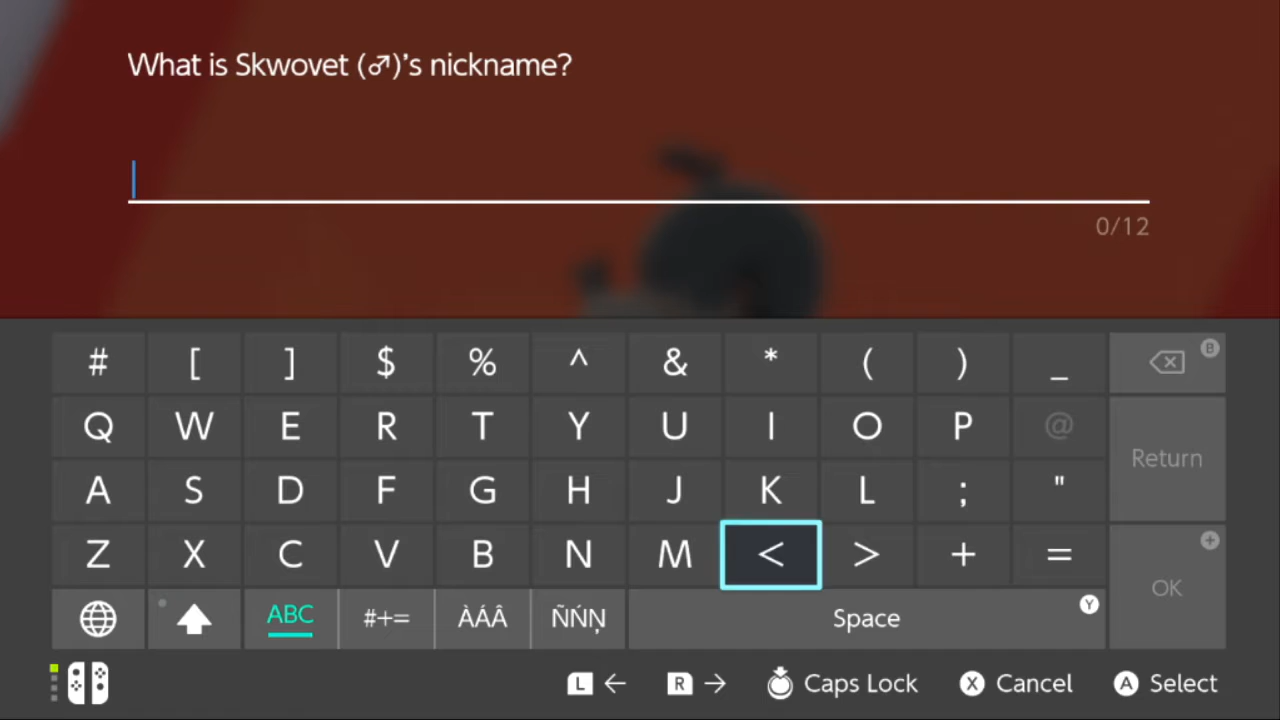 What is Skwovet (♂)'s nickname?
0/12
# [ ] $ % ^ & * ( ) _ B
Q W E R T Y U I O P @
Return
A S D F G H J K L ; "
Z X C V B N M < > + = +
OK
ABC #+= ÀÁÂ ÑŃŅ Space Y
L ← R → Caps Lock X Cancel A Select